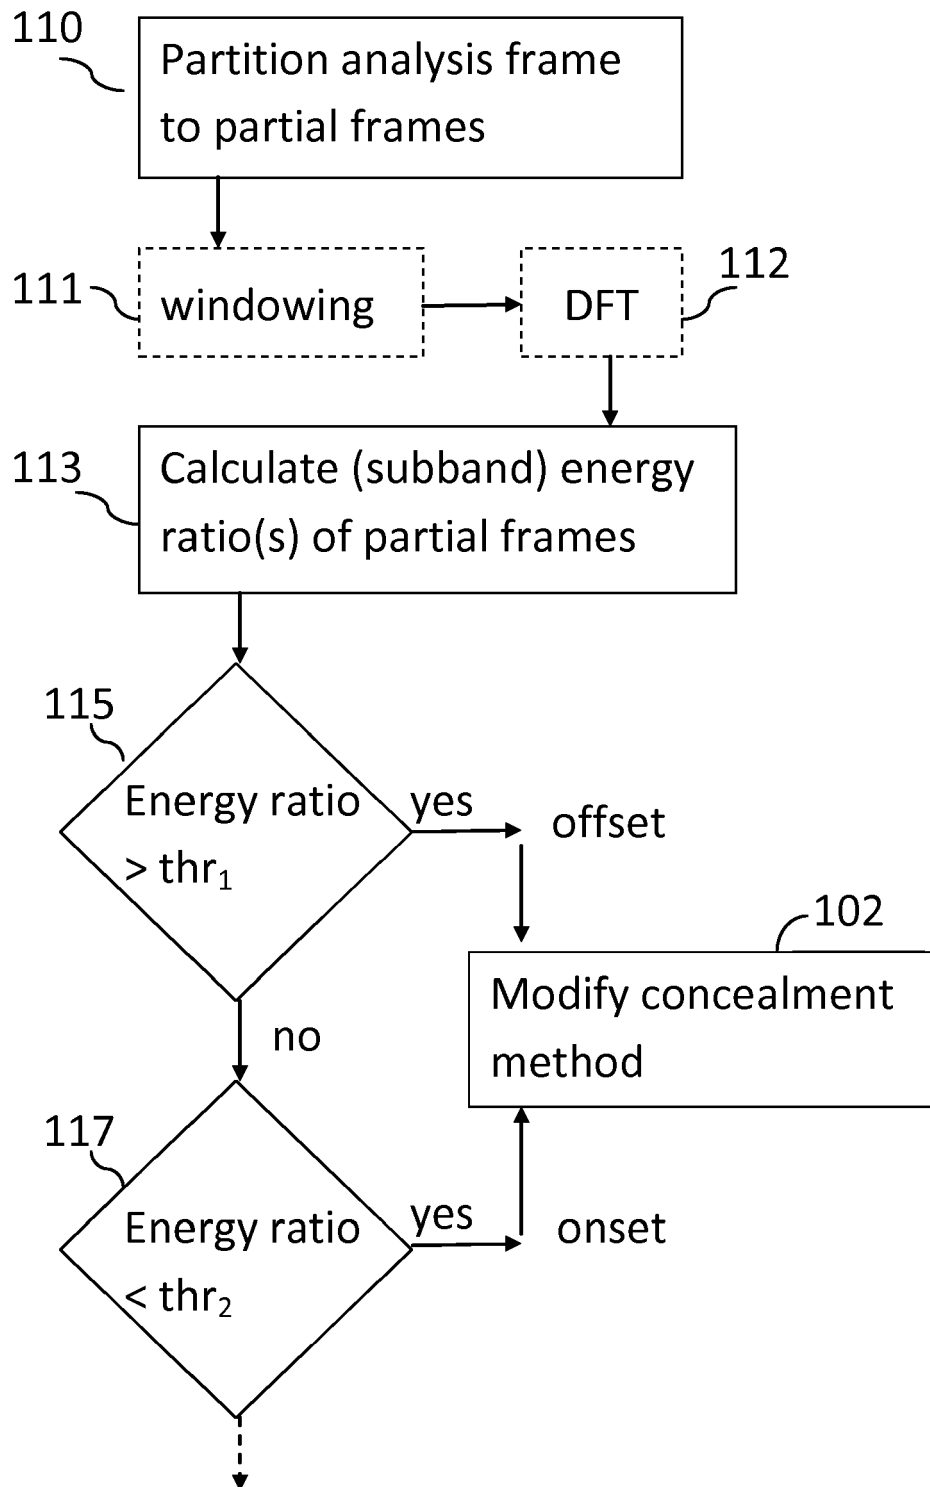 110
Partition analysis frame
to partial frames
111
windowing
DFT
112
113
Calculate (subband) energy
ratio(s) of partial frames
115
Energy ratio
> thr₁
yes
offset
102
Modify concealment
method
no
117
Energy ratio
< thr₂
yes
onset